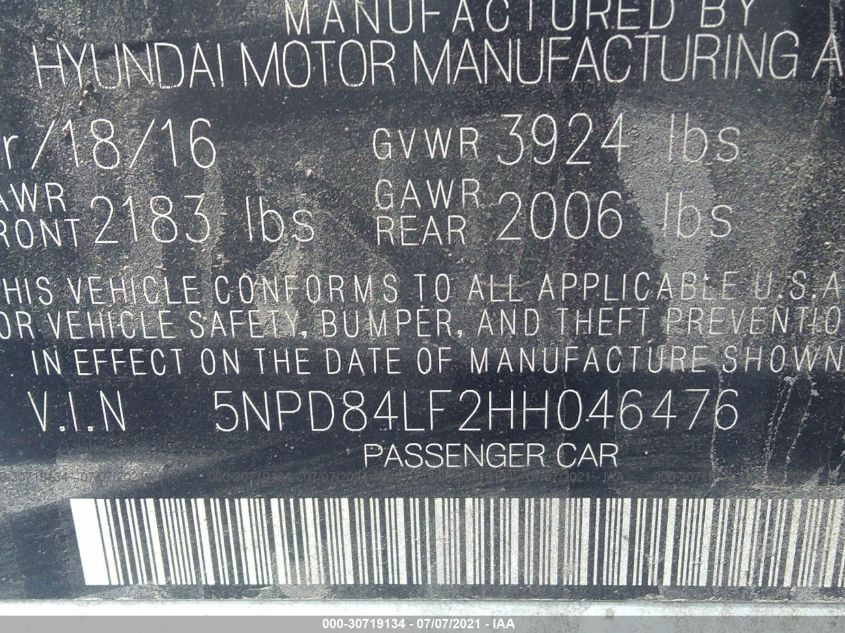 MANUFACTURED BY
HYUNDAI MOTOR MANUFACTURING A
r/18/16 GVWR 3924 lbs
AWR GAWR
RONT 2183 lbs REAR 2006 lbs
HIS VEHICLE CONFORMS TO ALL APPLICABLE U.S.A
OR VEHICLE SAFETY, BUMPER, AND THEFT PREVENTIO
IN EFFECT ON THE DATE OF MANUFACTURE SHOWN
V.I.N 5NPD84LF2HH046476
PASSENGER CAR
000-30719134 - 07/07/2021 - IAA